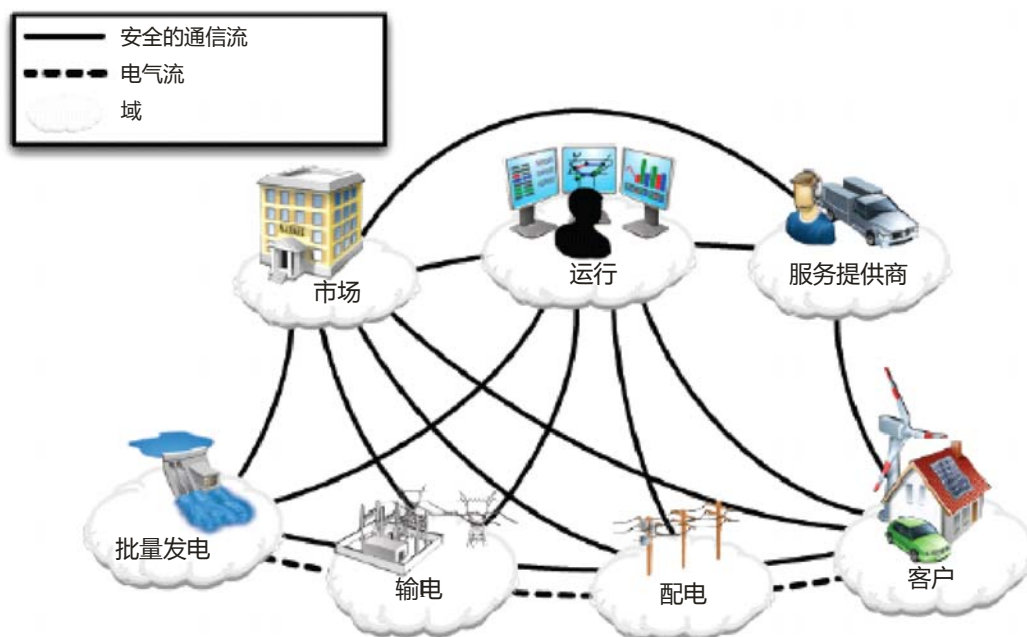 安全的通信流
电气流
域
市场
运行
服务提供商
批量发电
输电
配电
客户